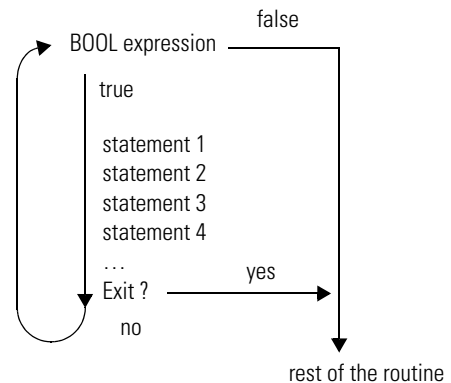 false
BOOL expression
true
statement 1
statement 2
statement 3
statement 4
…
Exit ?
yes
no
rest of the routine